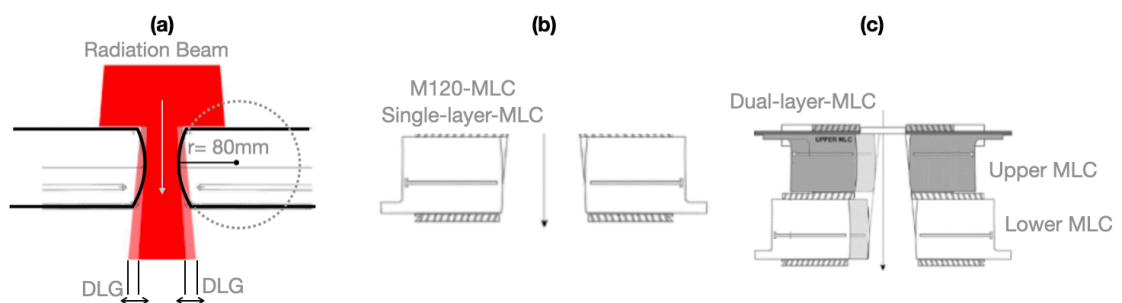 (a)
Radiation Beam
r= 80mm
DLG
DLG
(b)
M120-MLC
Single-layer-MLC
(c)
Dual-layer-MLC
UPPER MLC
Upper MLC
Lower MLC